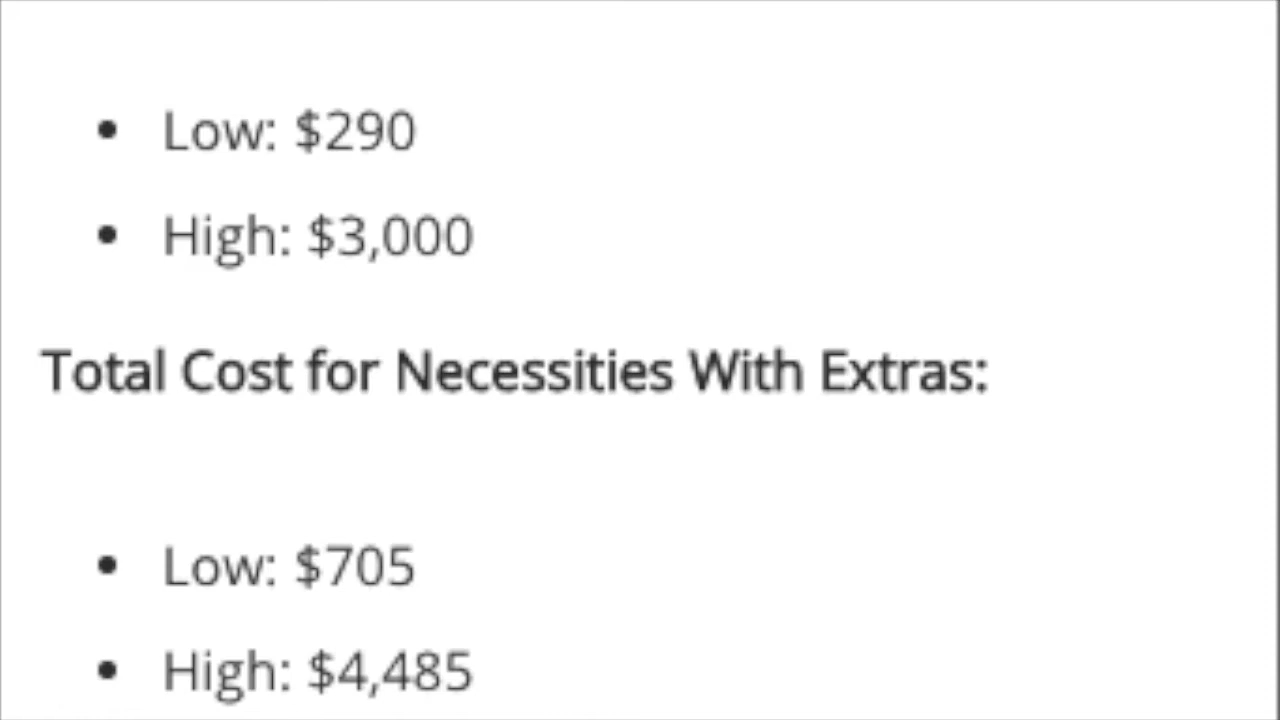 • Low: $290
• High: $3,000
Total Cost for Necessities With Extras:
• Low: $705
• High: $4,485